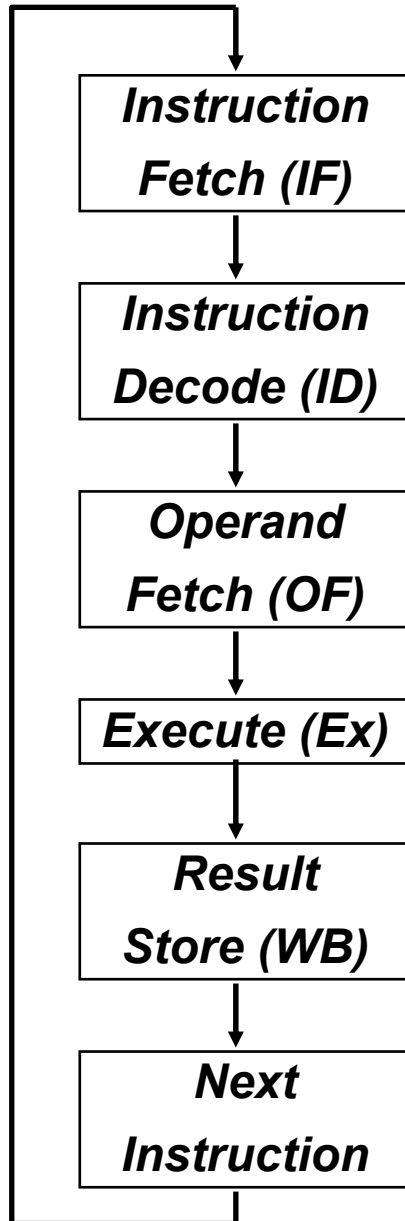 Instruction
Fetch (IF)
Instruction
Decode (ID)
Operand
Fetch (OF)
Execute (Ex)
Result
Store (WB)
Next
Instruction